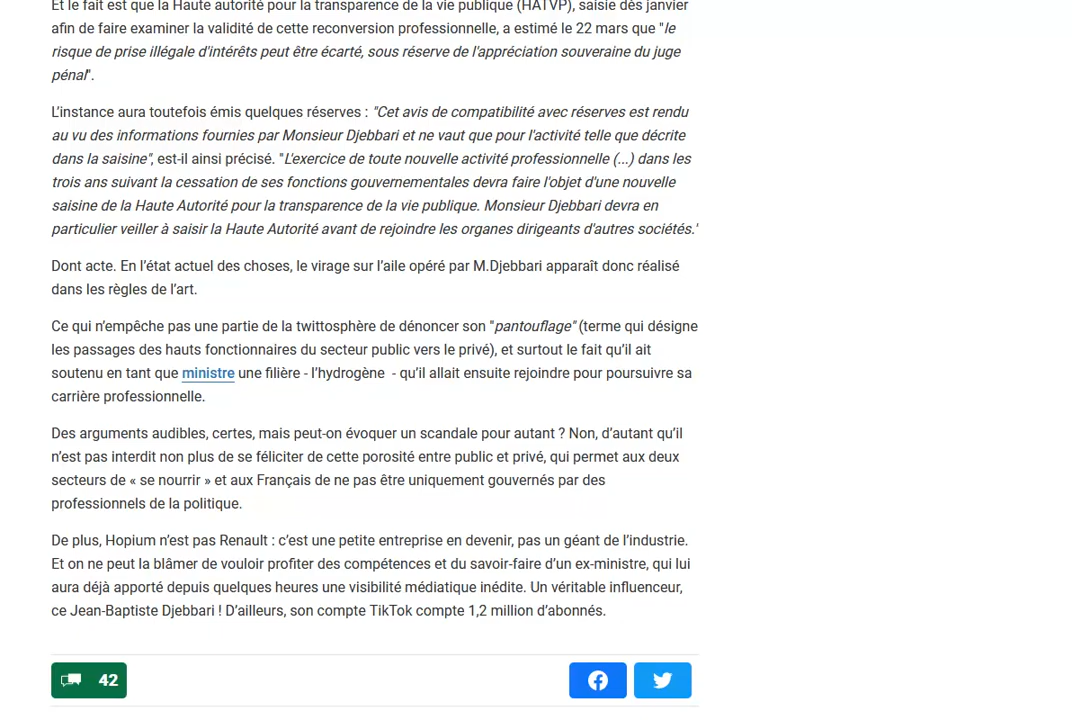 Et le fait est que la Haute autorité pour la transparence de la vie publique (HATVP), saisie dès janvier
afin de faire examiner la validité de cette reconversion professionnelle, a estimé le 22 mars que "le
risque de prise illégale d'intérêts peut être écarté, sous réserve de l'appréciation souveraine du juge
pénal".
L’instance aura toutefois émis quelques réserves : "Cet avis de compatibilité avec réserves est rendu
au vu des informations fournies par Monsieur Djebbari et ne vaut que pour l'activité telle que décrite
dans la saisine", est-il ainsi précisé. "L'exercice de toute nouvelle activité professionnelle (...) dans les
trois ans suivant la cessation de ses fonctions gouvernementales devra faire l'objet d'une nouvelle
saisine de la Haute Autorité pour la transparence de la vie publique. Monsieur Djebbari devra en
particulier veiller à saisir la Haute Autorité avant de rejoindre les organes dirigeants d'autres sociétés.'
Dont acte. En l’état actuel des choses, le virage sur l’aile opéré par M.Djebbari apparaît donc réalisé
dans les règles de l’art.
Ce qui n’empêche pas une partie de la twittosphère de dénoncer son "pantouflage" (terme qui désigne
les passages des hauts fonctionnaires du secteur public vers le privé), et surtout le fait qu’il ait
soutenu en tant que ministre une filière - l’hydrogène - qu’il allait ensuite rejoindre pour poursuivre sa
carrière professionnelle.
Des arguments audibles, certes, mais peut-on évoquer un scandale pour autant ? Non, d’autant qu’il
n’est pas interdit non plus de se féliciter de cette porosité entre public et privé, qui permet aux deux
secteurs de « se nourrir » et aux Français de ne pas être uniquement gouvernés par des
professionnels de la politique.
De plus, Hopium n’est pas Renault : c’est une petite entreprise en devenir, pas un géant de l’industrie.
Et on ne peut la blâmer de vouloir profiter des compétences et du savoir-faire d’un ex-ministre, qui lui
aura déjà apporté depuis quelques heures une visibilité médiatique inédite. Un véritable influenceur,
ce Jean-Baptiste Djebbari ! D’ailleurs, son compte TikTok compte 1,2 million d’abonnés.
42